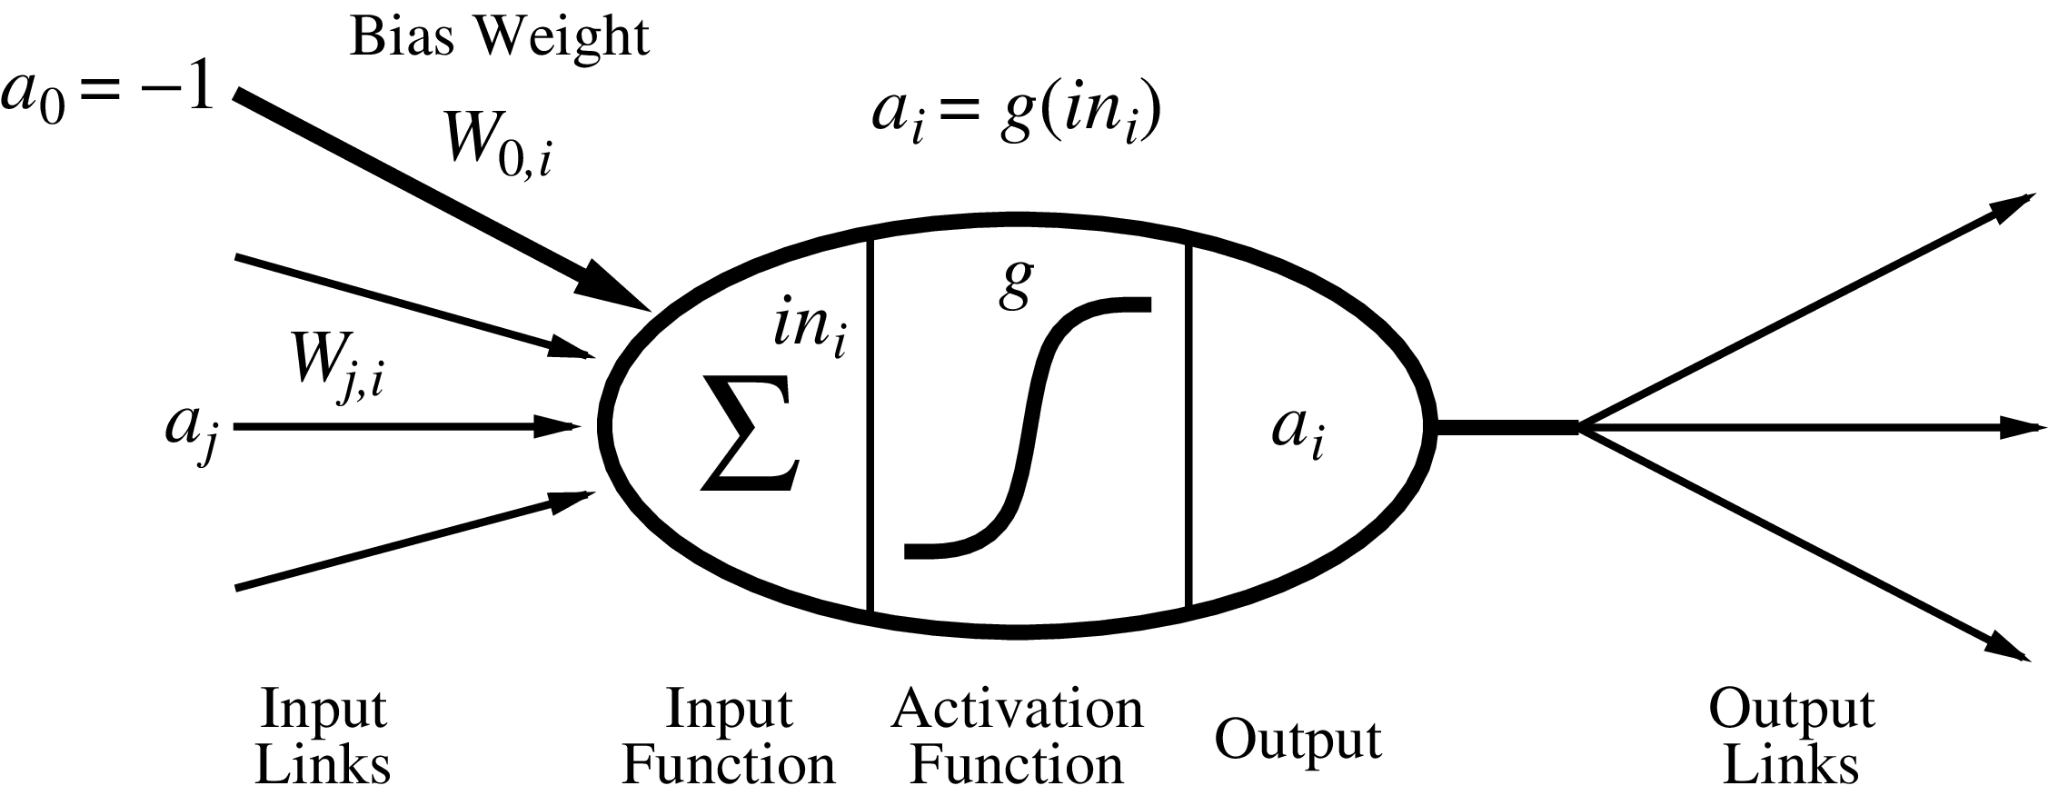 Bias Weight
a₀ = −1
W₀,ᵢ
aᵢ = g(inᵢ)
g
inᵢ
Wⱼ,ᵢ
Σ
aⱼ
aᵢ
Input
Links
Input
Function
Activation
Function
Output
Output
Links